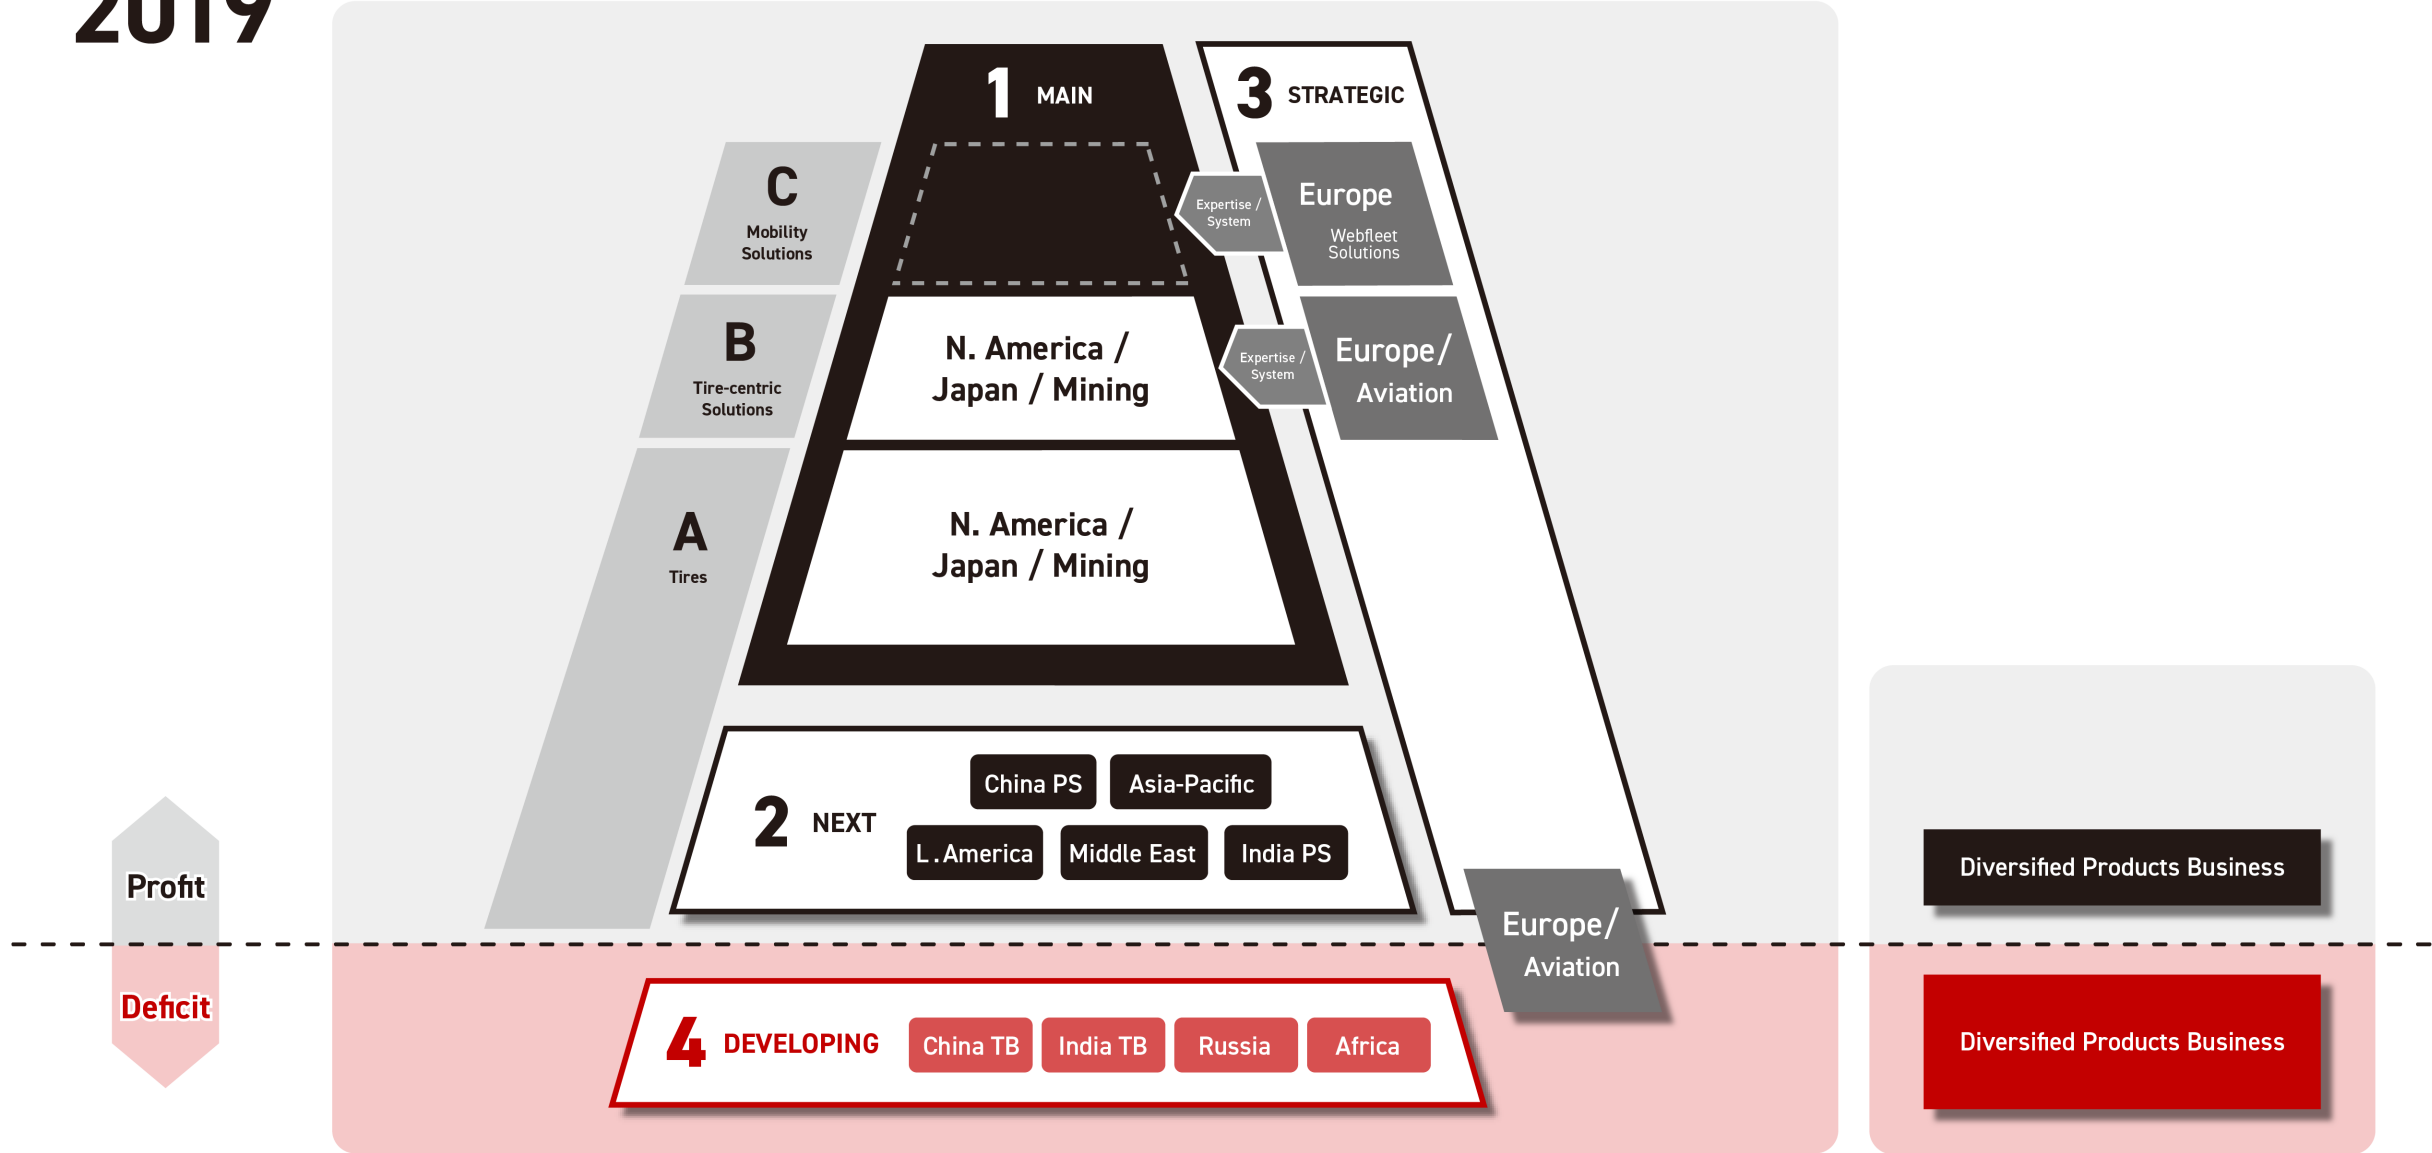 2019
1 MAIN
3 STRATEGIC
C
Mobility
Solutions
Expertise /
System
Europe
Webfleet
Solutions
B
Tire-centric
Solutions
N. America /
Japan / Mining
Expertise /
System
Europe/
Aviation
A
Tires
N. America /
Japan / Mining
2 NEXT
China PS
Asia-Pacific
L.America
Middle East
India PS
Profit
Deficit
Europe/
Aviation
4 DEVELOPING
China TB
India TB
Russia
Africa
Diversified Products Business
Diversified Products Business